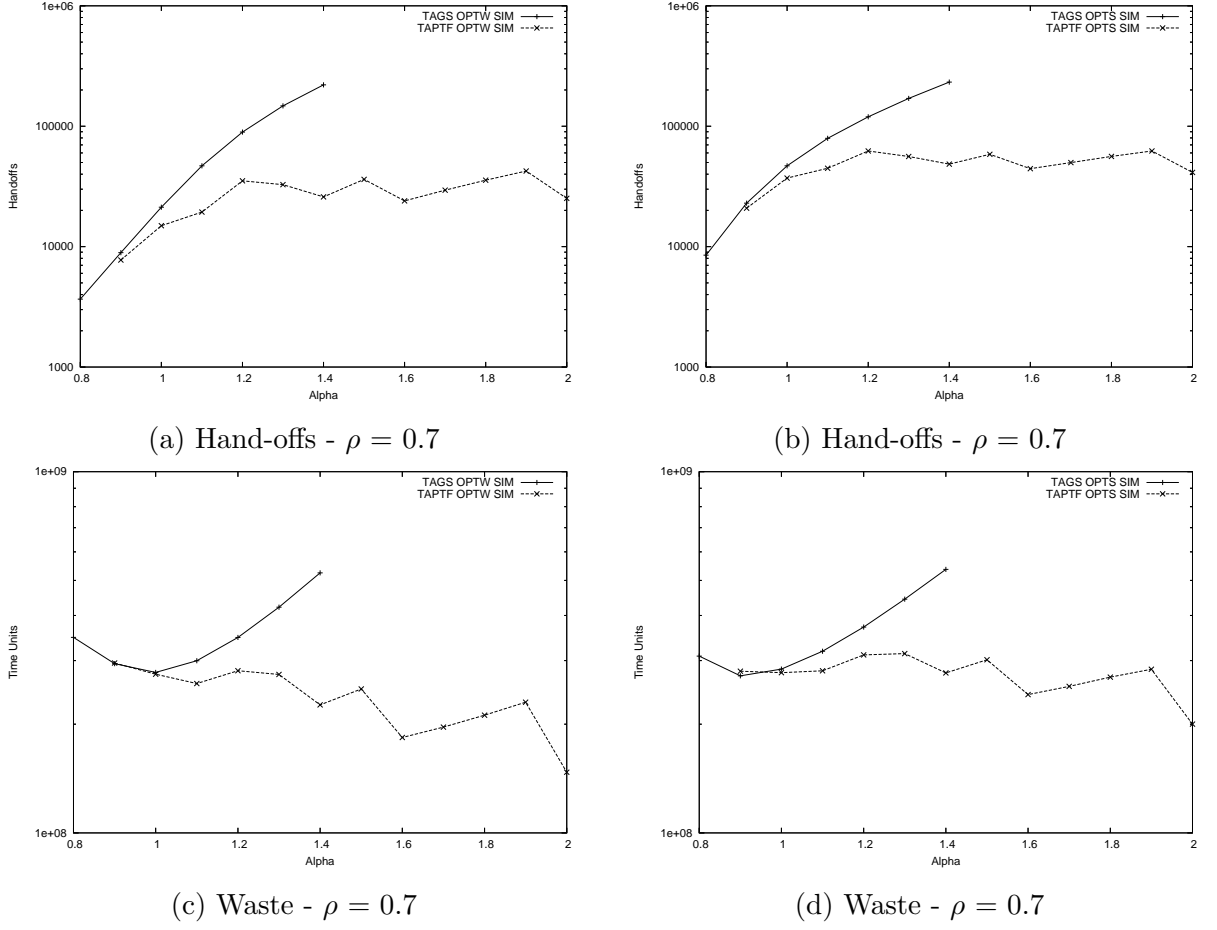 1e+06
TAGS OPTW SIM
TAPTF OPTW SIM
100000
Handoffs
10000
1000
0.8 1 1.2 1.4 1.6 1.8 2
Alpha
(a) Hand-offs - ρ = 0.7
1e+06
TAGS OPTS SIM
TAPTF OPTS SIM
100000
Handoffs
10000
1000
0.8 1 1.2 1.4 1.6 1.8 2
Alpha
(b) Hand-offs - ρ = 0.7
1e+09
TAGS OPTW SIM
TAPTF OPTW SIM
Time Units
1e+08
0.8 1 1.2 1.4 1.6 1.8 2
Alpha
(c) Waste - ρ = 0.7
1e+09
TAGS OPTS SIM
TAPTF OPTS SIM
Time Units
1e+08
0.8 1 1.2 1.4 1.6 1.8 2
Alpha
(d) Waste - ρ = 0.7